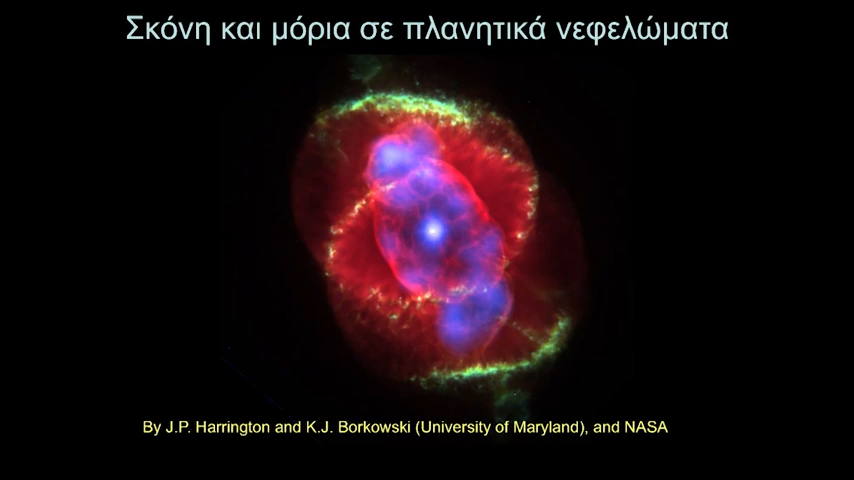 Σκόνη και μόρια σε πλανητικά νεφελώματα
By J.P. Harrington and K.J. Borkowski (University of Maryland), and NASA